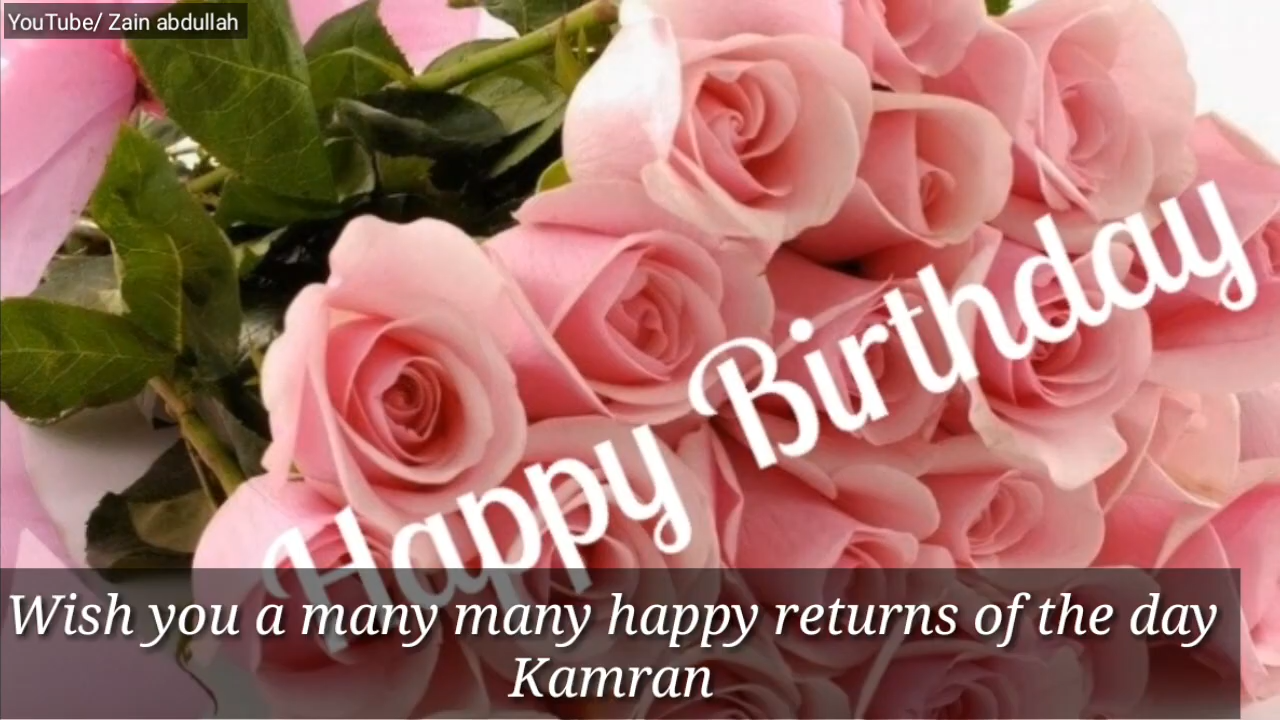 YouTube/ Zain abdullah
Happy Birthday
Wish you a many many happy returns of the day
Kamran